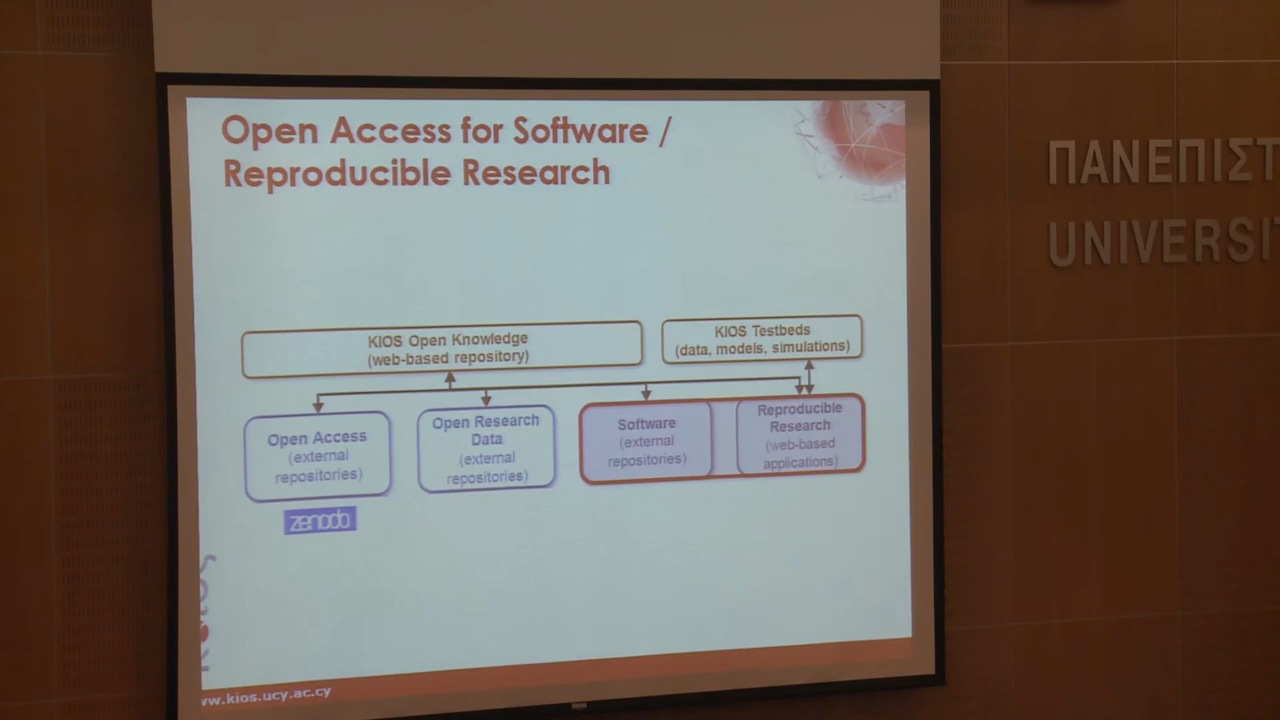 Open Access for Software /
Reproducible Research
ΠΑΝΕΠΙΣΤ
UNIVERSI
KIOS Open Knowledge
(web-based repository)
KIOS Testbeds
(data, models, simulations)
Open Access
(external
repositories)
Open Research
Data
(external
repositories)
Software
(external
repositories)
Reproducible
Research
(web-based
applications)
zenodo
KIOS
ww.kios.ucy.ac.cy